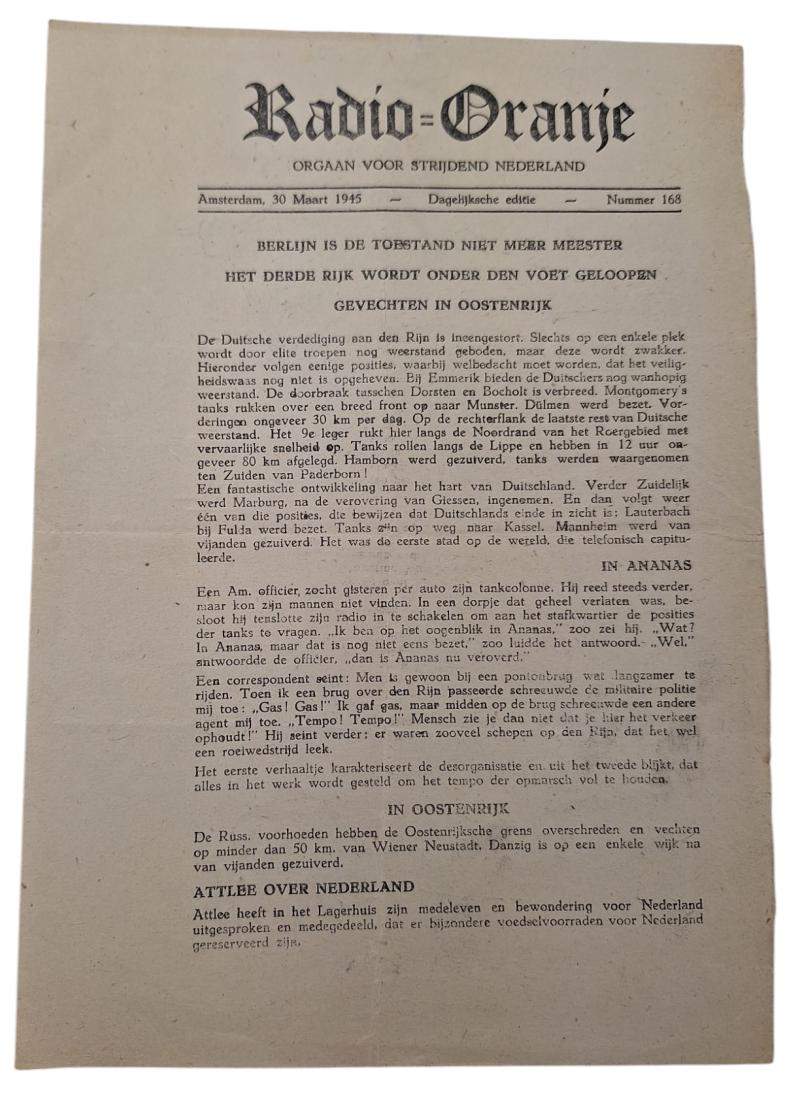 Radio=Oranje
ORGAAN VOOR STRIJDEND NEDERLAND
Amsterdam, 30 Maart 1945 — Dagelijksche editie — Nummer 168
BERLIJN IS DE TOESTAND NIET MEER MEESTER
HET DERDE RIJK WORDT ONDER DEN VOET GELOOPEN
GEVECHTEN IN OOSTENRIJK
De Duitsche verdediging aan den Rijn is ineengestort. Slechts op een enkele plek
wordt door elite troepen nog weerstand geboden, maar deze wordt zwakker.
Hieronder volgen eenige posities, waarbij welbedacht moet worden, dat het veilig-
heidswaas nog niet is opgeheven. Bij Emmerik bieden de Duitschers nog wanhopig
weerstand. De doorbraak tusschen Dorsten en Bocholt is verbreed. Montgomery's
tanks rukken over een breed front op naar Munster. Dülmen werd bezet. Vor-
deringen ongeveer 30 km per dag. Op de rechterflank de laatste rest van Duitsche
weerstand. Het 9e leger rukt hier langs de Noordrand van het Roergebied met
vervaarlijke snelheid op. Tanks rollen langs de Lippe en hebben in 12 uur on-
geveer 80 km afgelegd. Hamborn werd gezuiverd, tanks werden waargenomen
ten Zuiden van Paderborn!
Een fantastische ontwikkeling naar het hart van Duitschland. Verder Zuidelijk
werd Marburg, na de verovering van Giessen, ingenomen. En dan volgt weer
één van die posities, die bewijzen dat Duitschlands einde in zicht is: Lauterbach
bij Fulda werd bezet. Tanks zijn op weg naar Kassel. Mannheim werd van
vijanden gezuiverd. Het was de eerste stad op de wereld, die telefonisch capitu-
leerde.
IN ANANAS
Een Am. officier, zocht gisteren per auto zijn tankcolonne. Hij reed steeds verder,
maar kon zijn mannen niet vinden. In een dorpje dat geheel verlaten was, be-
sloot hij tenslotte zijn radio in te schakelen om aan het stafkwartier de posities
der tanks te vragen. „Ik ben op het oogenblik in Ananas,” zoo zei hij. „Wat?
In Ananas, maar dat is nog niet eens bezet,” zoo luidde het antwoord.- „Wel,”
antwoordde de officier, „dan is Ananas nu veroverd.”
Een correspondent seint: Men is gewoon bij een pontonbrug wat langzamer te
rijden. Toen ik een brug over den Rijn passeerde schreeuwde de militaire politie
mij toe: „Gas! Gas!” Ik gaf gas, maar midden op de brug schreeuwde een andere
agent mij toe. „Tempo! Tempo!” Mensch zie je dan niet dat je hier het verkeer
ophoudt!” Hij seint verder: er waren zooveel schepen op den Rijn, dat het wel
een roeiwedstrijd leek.
Het eerste verhaaltje karakteriseert de desorganisatie en uit het tweede blijkt, dat
alles in het werk wordt gesteld om het tempo der opmarsch vol te houden.
IN OOSTENRIJK
De Russ. voorhoeden hebben de Oostenrijksche grens overschreden en vechten
op minder dan 50 km. van Wiener Neustadt. Danzig is op een enkele wijk na
van vijanden gezuiverd.
ATTLEE OVER NEDERLAND
Attlee heeft in het Lagerhuis zijn medeleven en bewondering voor Nederland
uitgesproken en medegedeeld, dat er bijzondere voedselvoorraden voor Nederland
gereserveerd zijn.